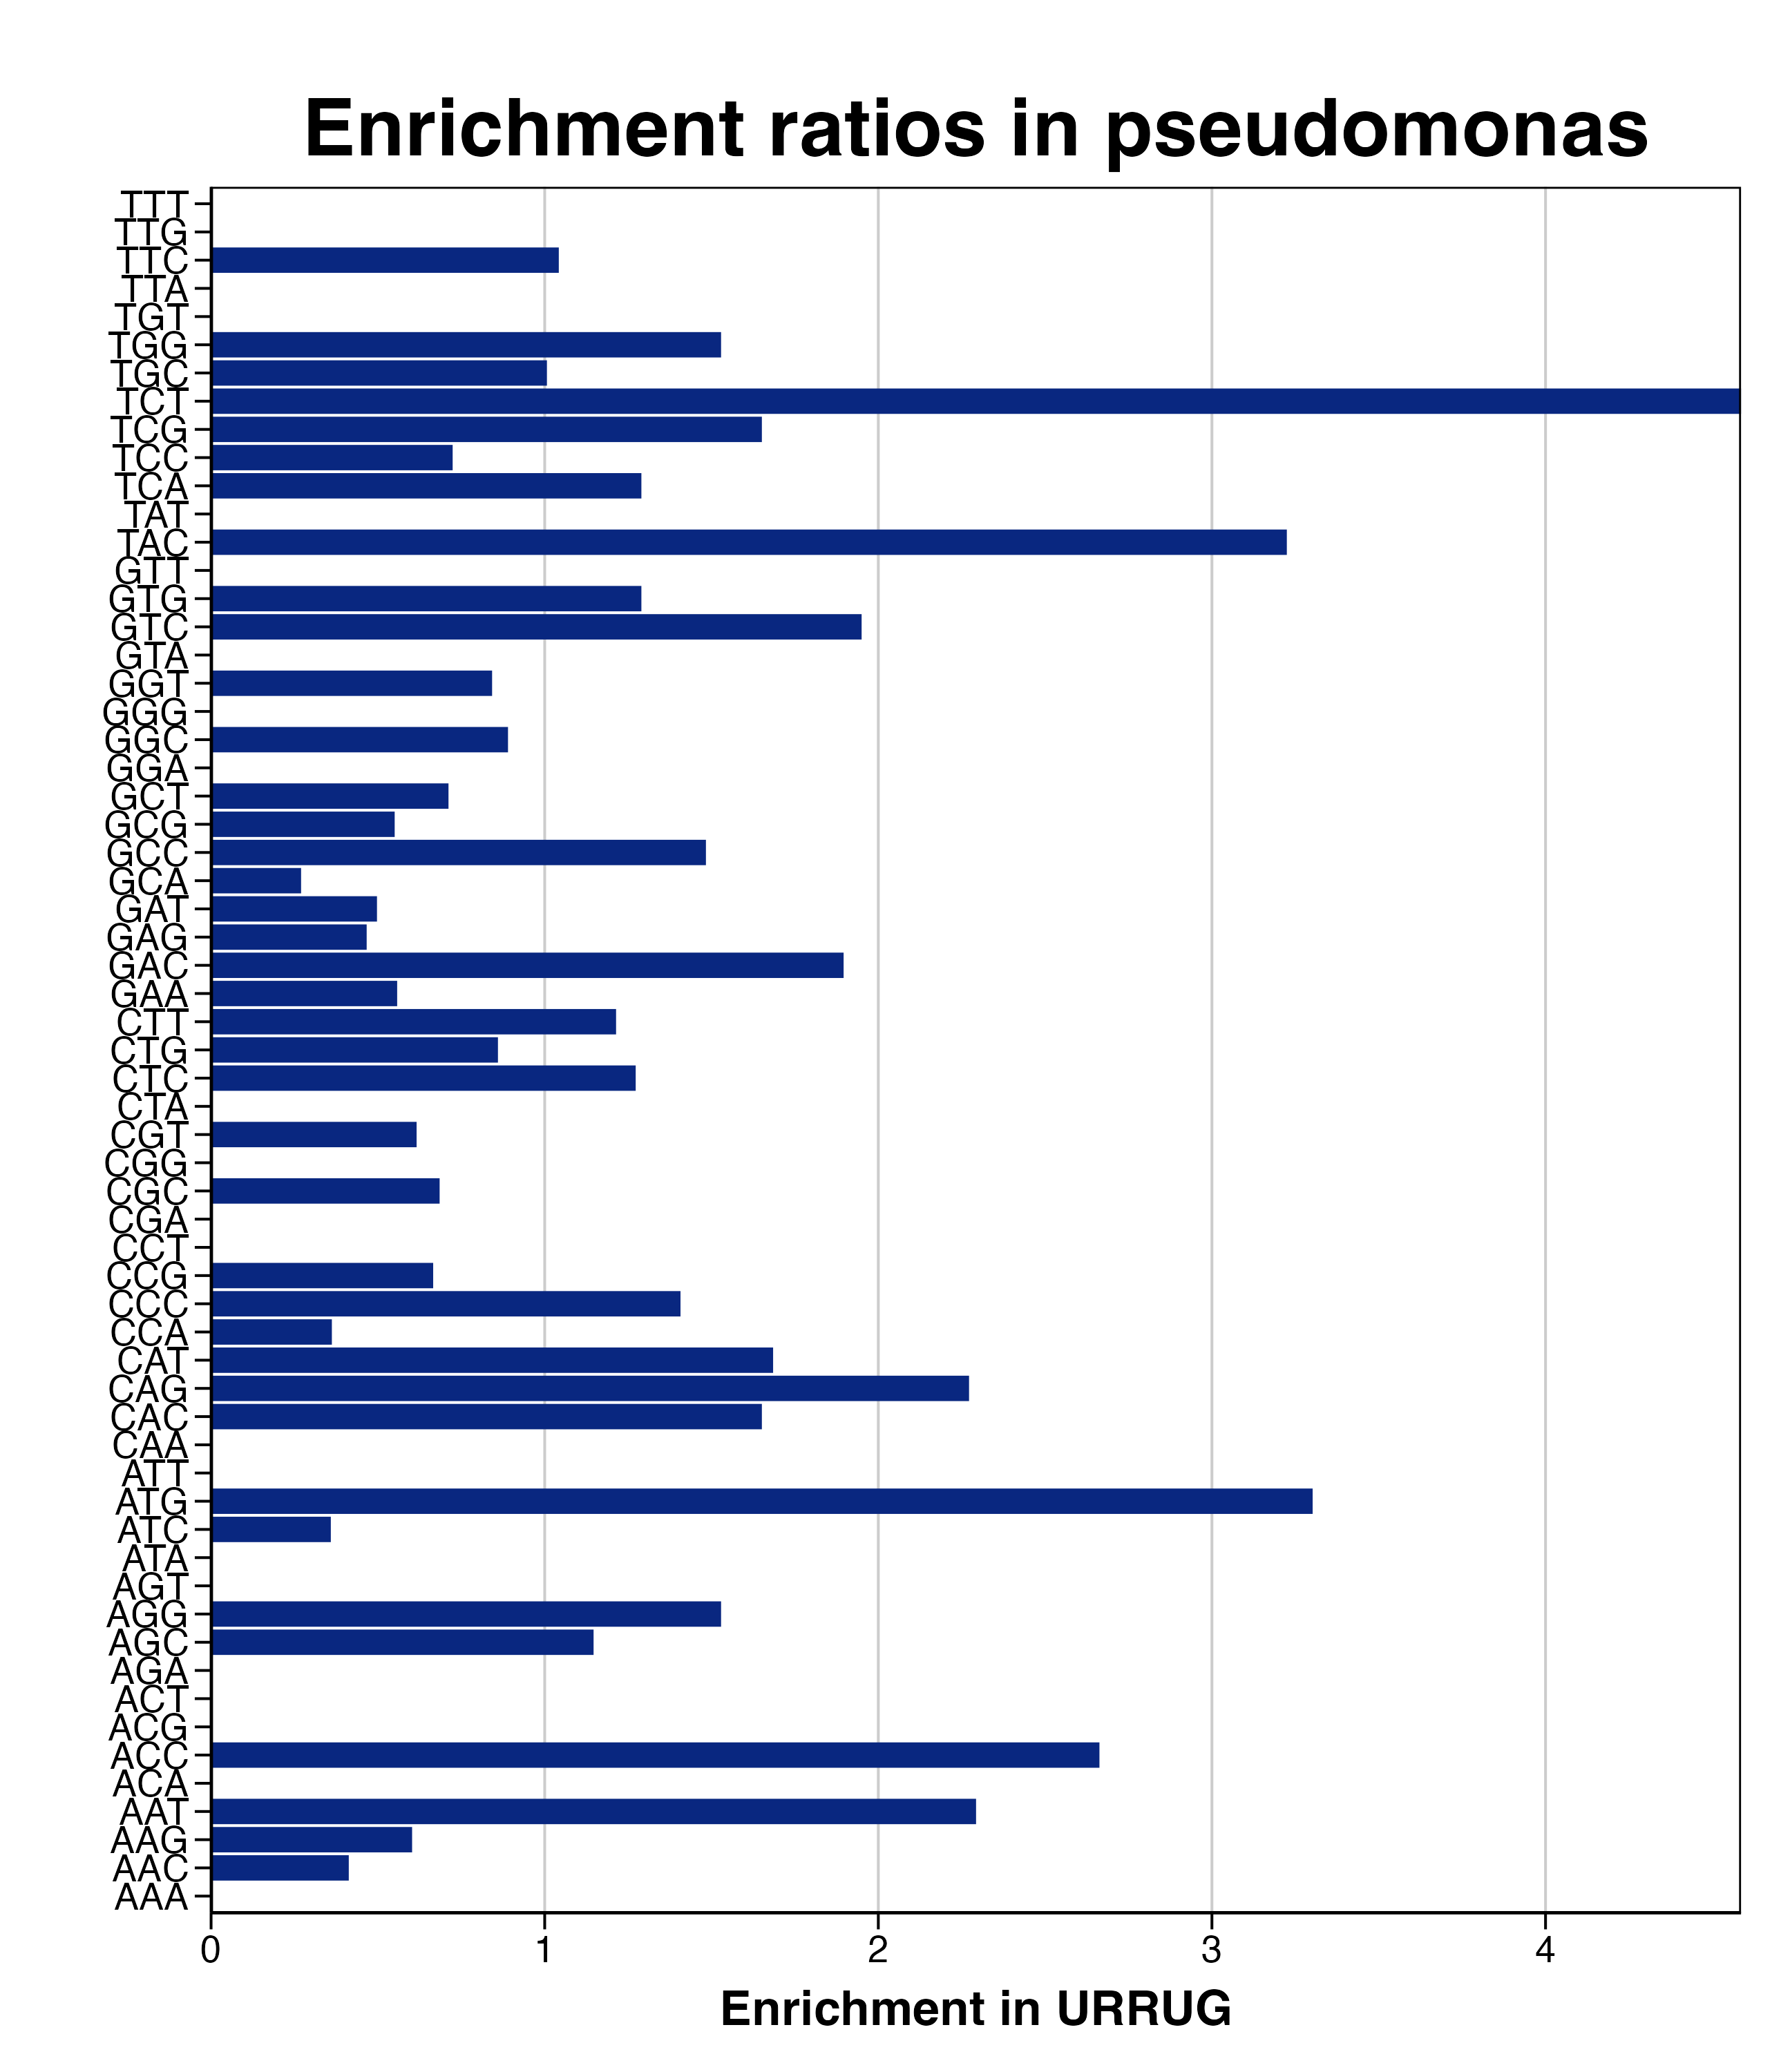 Enrichment ratios in pseudomonas
TTT
TTG
TTC
TTA
TGT
TGG
TGC
TCT
TCG
TCC
TCA
TAT
TAC
GTT
GTG
GTC
GTA
GGT
GGG
GGC
GGA
GCT
GCG
GCC
GCA
GAT
GAG
GAC
GAA
CTT
CTG
CTC
CTA
CGT
CGG
CGC
CGA
CCT
CCG
CCC
CCA
CAT
CAG
CAC
CAA
ATT
ATG
ATC
ATA
AGT
AGG
AGC
AGA
ACT
ACG
ACC
ACA
AAT
AAG
AAC
AAA
0 1 2 3 4
Enrichment in URRUG